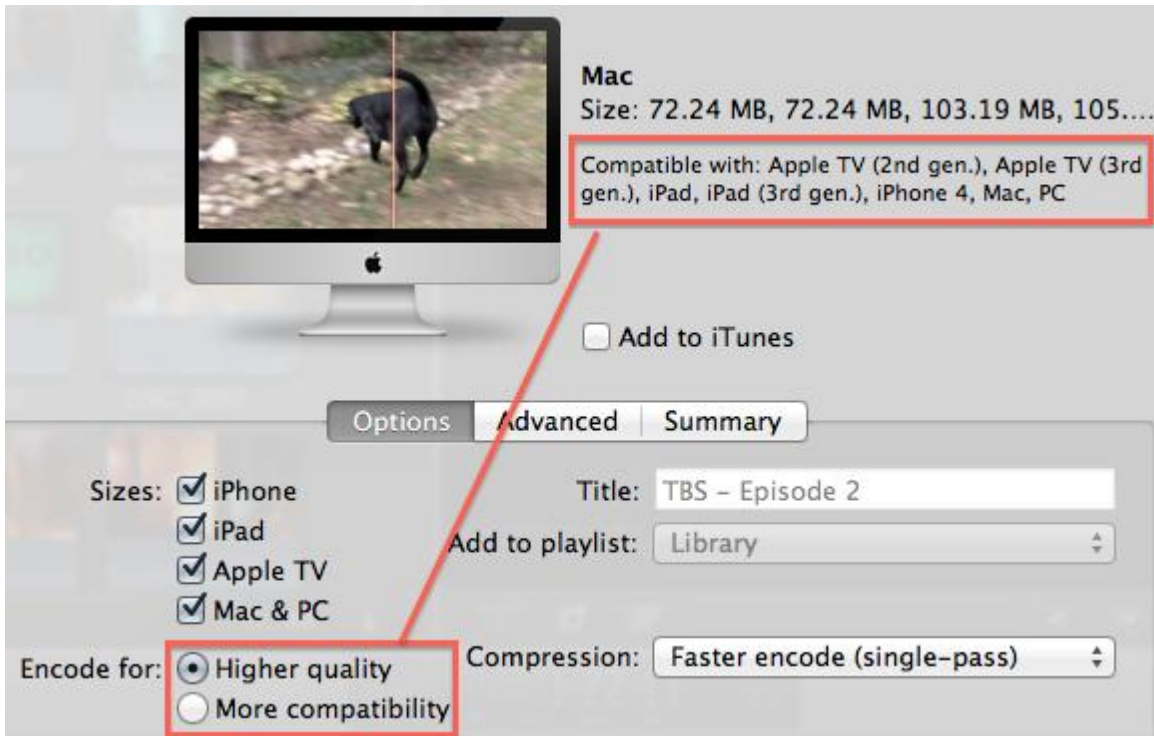 Mac
Size: 72.24 MB, 72.24 MB, 103.19 MB, 105....
Compatible with: Apple TV (2nd gen.), Apple TV (3rd
gen.), iPad, iPad (3rd gen.), iPhone 4, Mac, PC
Add to iTunes
Options Advanced Summary
Sizes: iPhone
iPad
Apple TV
Mac & PC
Title: TBS – Episode 2
Add to playlist: Library
Encode for: Higher quality
More compatibility
Compression: Faster encode (single-pass)